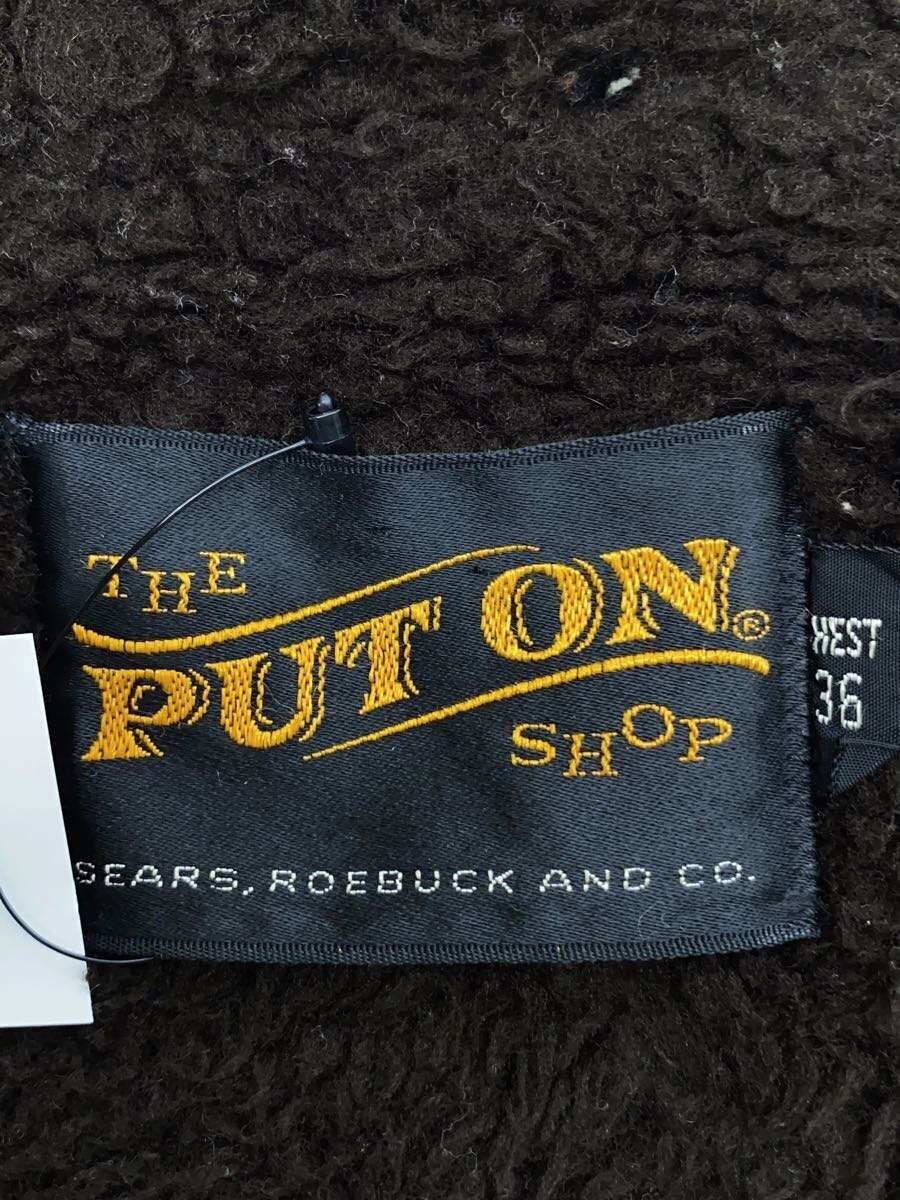 THE
PUT ON®
SHOP
SEARS, ROEBUCK AND CO.
HEST
36